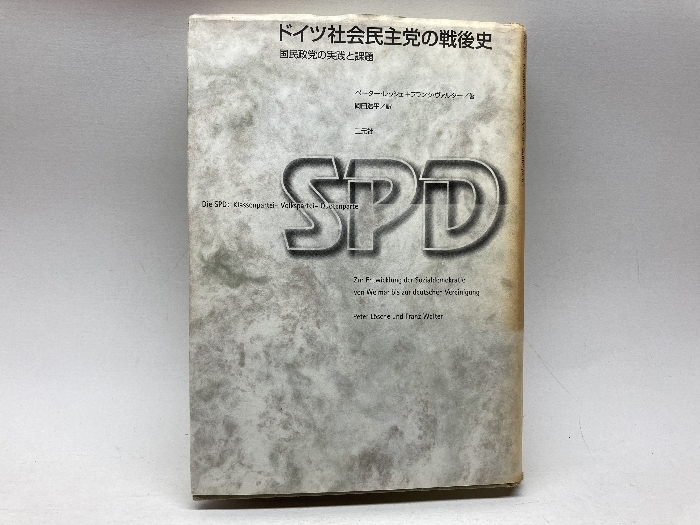 ドイツ社会民主党の戦後史
国民政党の実践と課題
ペーター・レッシェ+フランツ・ヴァルター/著
岡田浩平/訳
三元社
SPD
Die SPD: Klassenpartei- Volkspartei- Quotenpartei
Zur Entwicklung der Sozialdemokratie
von Weimar bis zur deutschen Vereinigung
Peter Lösche und Franz Walter